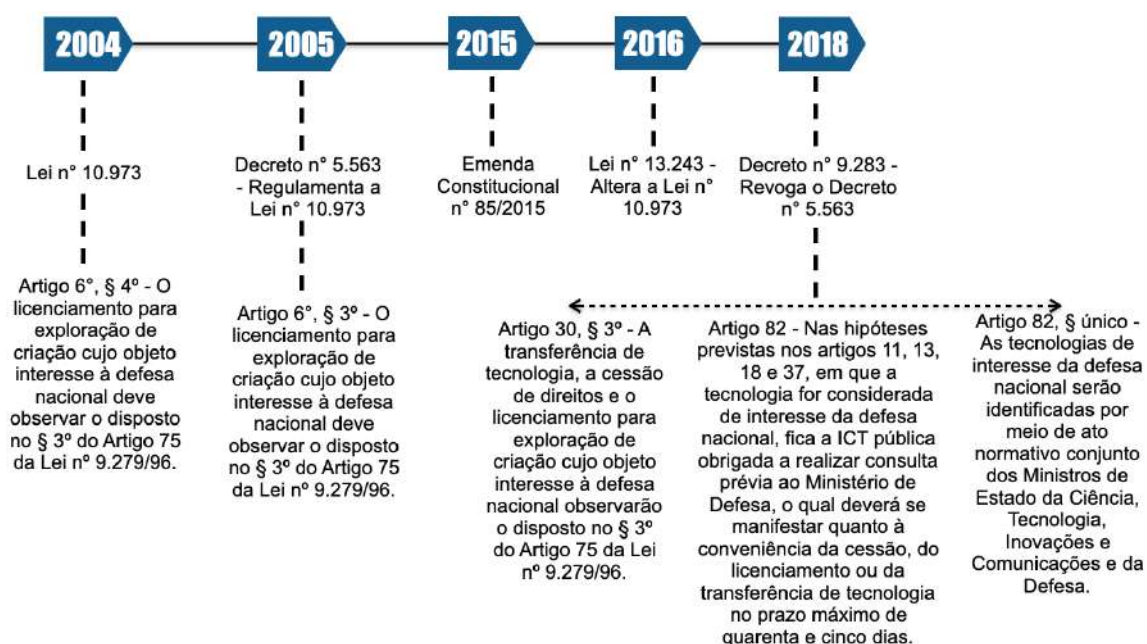 2004
2005
2015
2016
2018
Lei n° 10.973
Decreto n° 5.563
- Regulamenta a
Lei n° 10.973
Emenda
Constitucional
n° 85/2015
Lei n° 13.243 -
Altera a Lei n°
10.973
Decreto n° 9.283 -
Revoga o Decreto
n° 5.563
Artigo 6°, § 4º - O
licenciamento para
exploração de
criação cujo objeto
interesse à defesa
nacional deve
observar o disposto
no § 3º do Artigo 75
da Lei nº 9.279/96.
Artigo 6°, § 3º - O
licenciamento para
exploração de
criação cujo objeto
interesse à defesa
nacional deve
observar o disposto
no § 3º do Artigo 75
da Lei nº 9.279/96.
Artigo 30, § 3º - A
transferência de
tecnologia, a cessão
de direitos e o
licenciamento para
exploração de
criação cujo objeto
interesse à defesa
nacional observarão
o disposto no § 3º
do Artigo 75 da Lei
nº 9.279/96.
Artigo 82 - Nas hipóteses
previstas nos artigos 11, 13,
18 e 37, em que a
tecnologia for considerada
de interesse da defesa
nacional, fica a ICT pública
obrigada a realizar consulta
prévia ao Ministério de
Defesa, o qual deverá se
manifestar quanto à
conveniência da cessão, do
licenciamento ou da
transferência de tecnologia
no prazo máximo de
quarenta e cinco dias.
Artigo 82, § único -
As tecnologias de
interesse da defesa
nacional serão
identificadas por
meio de ato
normativo conjunto
dos Ministros de
Estado da Ciência,
Tecnologia,
Inovações e
Comunicações e da
Defesa.